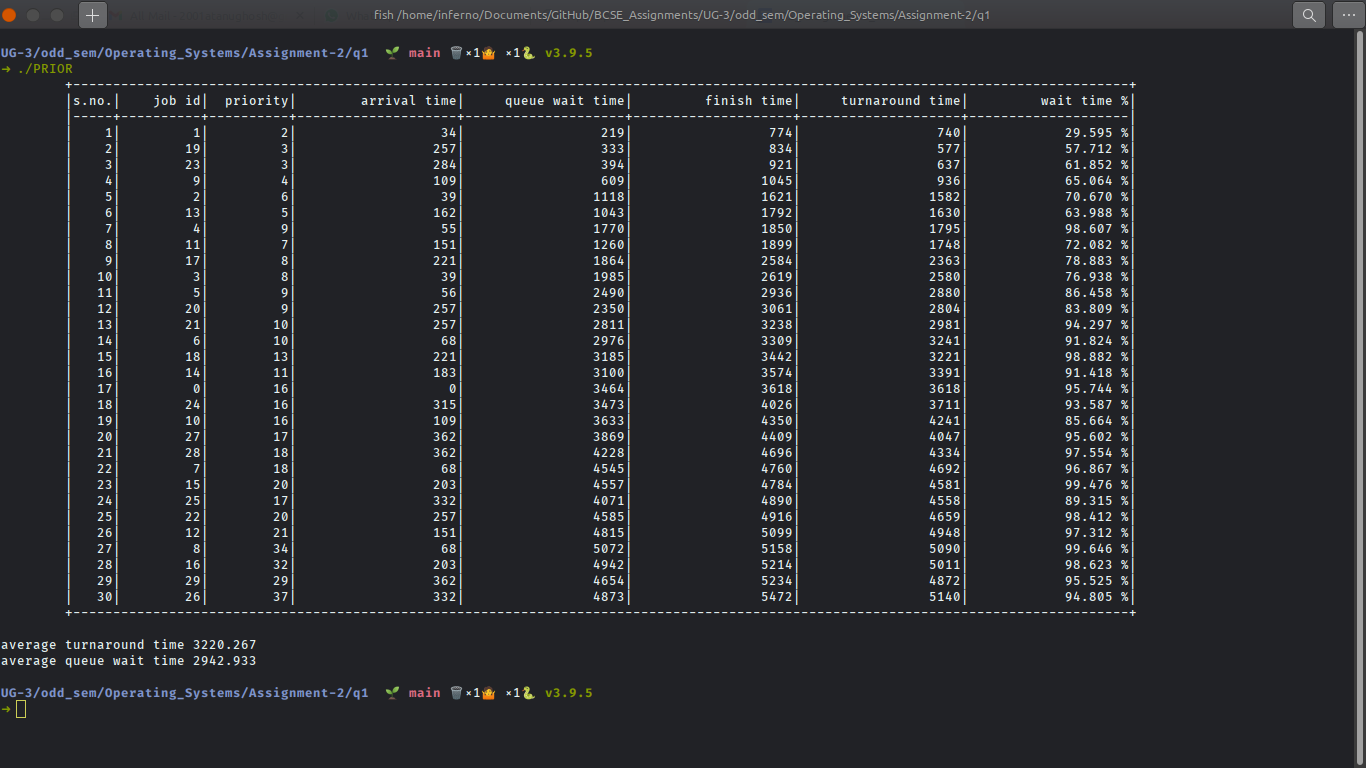 fish /home/inferno/Documents/GitHub/BCSE_Assignments/UG-3/odd_sem/Operating_Systems/Assignment-2/q1
UG-3/odd_sem/Operating_Systems/Assignment-2/q1 🌱 main 🗑️×1🤷 ×1🐍 v3.9.5
→ ./PRIOR
+------------------------------------------------------------------------------------------------------------------------------------+
|s.no.| job id| priority| arrival time| queue wait time| finish time| turnaround time| wait time %|
|-----+----------+----------+--------------------+--------------------+--------------------+--------------------+--------------------|
| 1| 1| 2| 34| 219| 774| 740| 29.595 %|
| 2| 19| 3| 257| 333| 834| 577| 57.712 %|
| 3| 23| 3| 284| 394| 921| 637| 61.852 %|
| 4| 9| 4| 109| 609| 1045| 936| 65.064 %|
| 5| 2| 6| 39| 1118| 1621| 1582| 70.670 %|
| 6| 13| 5| 162| 1043| 1792| 1630| 63.988 %|
| 7| 4| 9| 55| 1770| 1850| 1795| 98.607 %|
| 8| 11| 7| 151| 1260| 1899| 1748| 72.082 %|
| 9| 17| 8| 221| 1864| 2584| 2363| 78.883 %|
| 10| 3| 8| 39| 1985| 2619| 2580| 76.938 %|
| 11| 5| 9| 56| 2490| 2936| 2880| 86.458 %|
| 12| 20| 9| 257| 2350| 3061| 2804| 83.809 %|
| 13| 21| 10| 257| 2811| 3238| 2981| 94.297 %|
| 14| 6| 10| 68| 2976| 3309| 3241| 91.824 %|
| 15| 18| 13| 221| 3185| 3442| 3221| 98.882 %|
| 16| 14| 11| 183| 3100| 3574| 3391| 91.418 %|
| 17| 0| 16| 0| 3464| 3618| 3618| 95.744 %|
| 18| 24| 16| 315| 3473| 4026| 3711| 93.587 %|
| 19| 10| 16| 109| 3633| 4350| 4241| 85.664 %|
| 20| 27| 17| 362| 3869| 4409| 4047| 95.602 %|
| 21| 28| 18| 362| 4228| 4696| 4334| 97.554 %|
| 22| 7| 18| 68| 4545| 4760| 4692| 96.867 %|
| 23| 15| 20| 203| 4557| 4784| 4581| 99.476 %|
| 24| 25| 17| 332| 4071| 4890| 4558| 89.315 %|
| 25| 22| 20| 257| 4585| 4916| 4659| 98.412 %|
| 26| 12| 21| 151| 4815| 5099| 4948| 97.312 %|
| 27| 8| 34| 68| 5072| 5158| 5090| 99.646 %|
| 28| 16| 32| 203| 4942| 5214| 5011| 98.623 %|
| 29| 29| 29| 362| 4654| 5234| 4872| 95.525 %|
| 30| 26| 37| 332| 4873| 5472| 5140| 94.805 %|
+------------------------------------------------------------------------------------------------------------------------------------+
average turnaround time 3220.267
average queue wait time 2942.933
UG-3/odd_sem/Operating_Systems/Assignment-2/q1 🌱 main 🗑️×1🤷 ×1🐍 v3.9.5
→